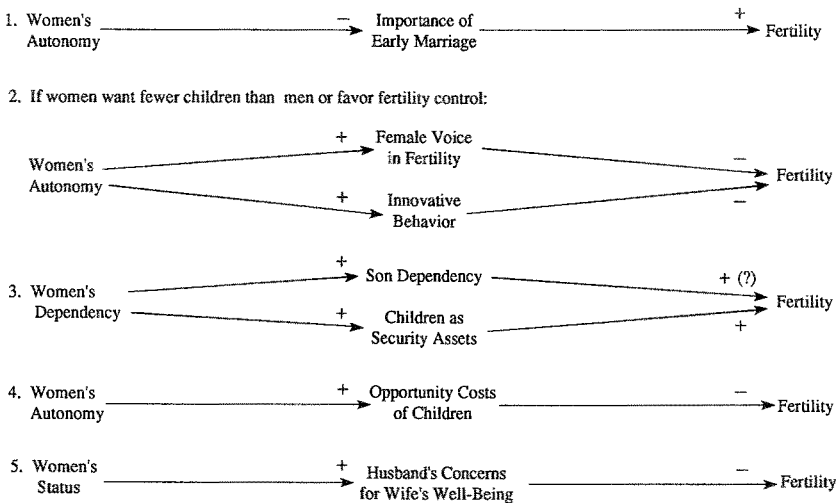 1. Women's Autonomy − Importance of Early Marriage + Fertility
2. If women want fewer children than men or favor fertility control:
Women's Autonomy + Female Voice in Fertility − Fertility
+ Innovative Behavior −
3. Women's Dependency + Son Dependency + (?) Fertility
+ Children as Security Assets +
4. Women's Autonomy + Opportunity Costs of Children − Fertility
5. Women's Status + Husband's Concerns for Wife's Well-Being − Fertility